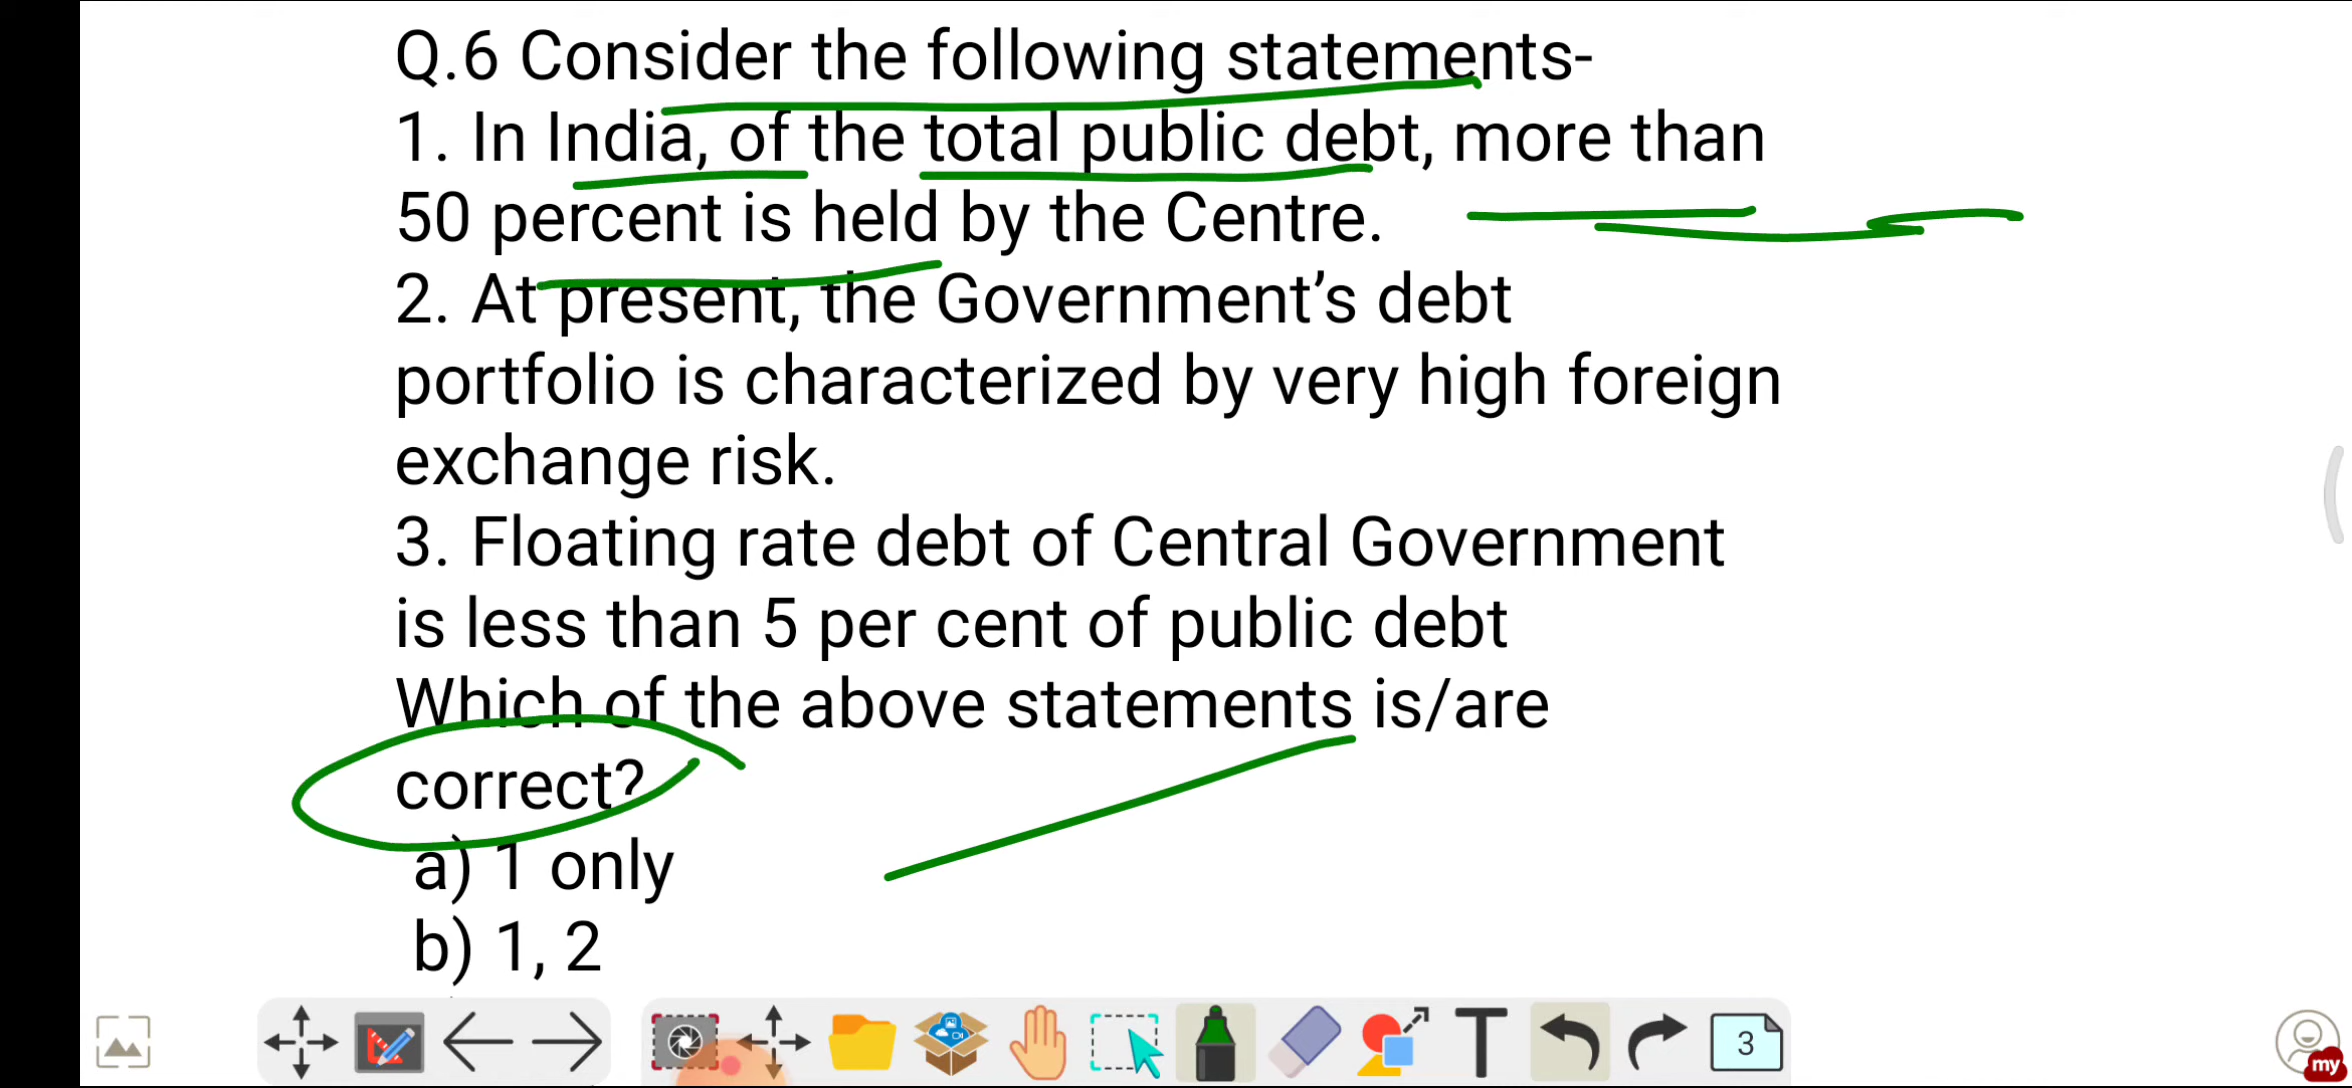 Q.6 Consider the following statements-
1. In India, of the total public debt, more than
50 percent is held by the Centre.
2. At present, the Government’s debt
portfolio is characterized by very high foreign
exchange risk.
3. Floating rate debt of Central Government
is less than 5 per cent of public debt
Which of the above statements is/are
correct?
a) 1 only
b) 1, 2
T
3
my